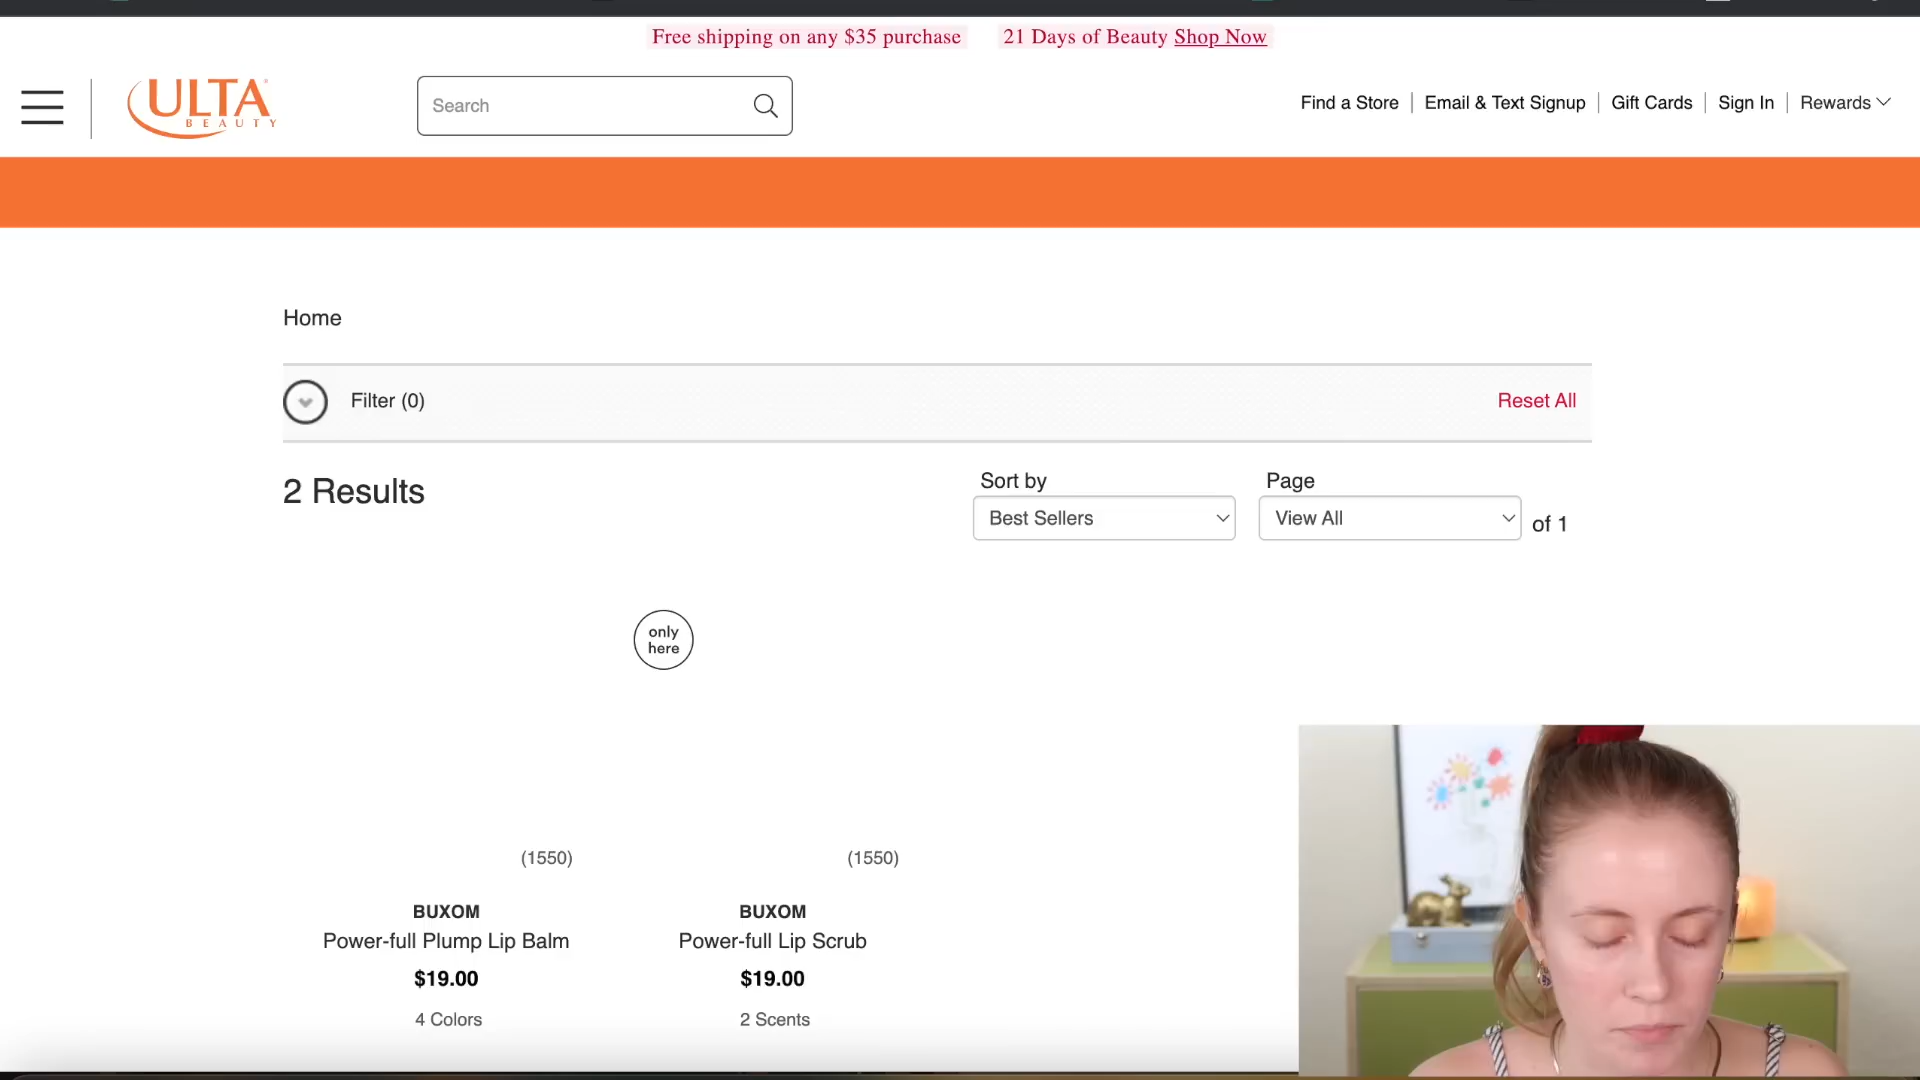 Free shipping on any $35 purchase 21 Days of Beauty Shop Now
ULTA
BEAUTY
Search
Find a Store Email & Text Signup Gift Cards Sign In Rewards
Home
Filter (0)
Reset All
2 Results
Sort by
Best Sellers
Page
View All
of 1
only
here
(1550)
BUXOM
Power-full Plump Lip Balm
$19.00
4 Colors
(1550)
BUXOM
Power-full Lip Scrub
$19.00
2 Scents